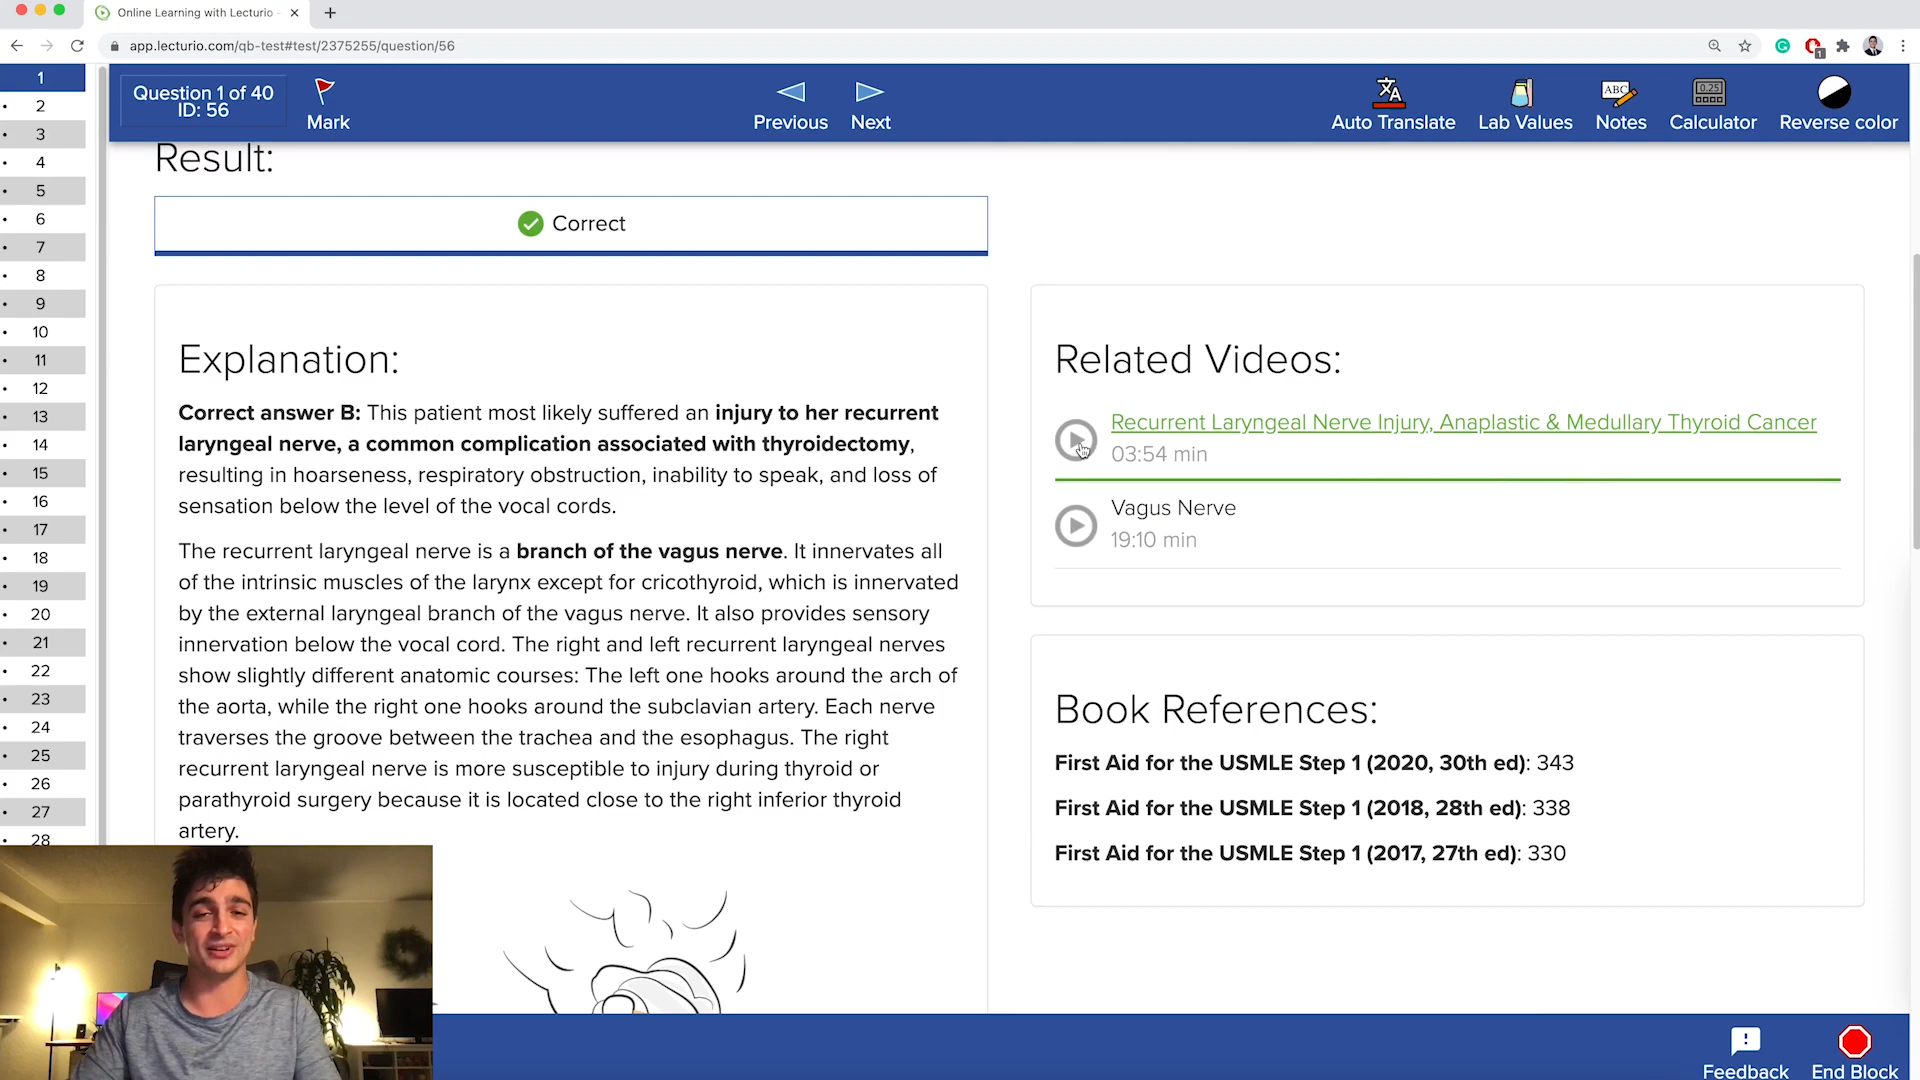 Online Learning with Lecturio
app.lecturio.com/qb-test#test/2375255/question/56
1
Question 1 of 40
ID: 56
Mark
Previous
Next
Auto Translate
Lab Values
ABC
Notes
0.25
Calculator
Reverse color
1
2
3
4
5
6
7
8
9
10
11
12
13
14
15
16
17
18
19
20
21
22
23
24
25
26
27
28
Result:
Correct
Explanation:
Correct answer B: This patient most likely suffered an injury to her recurrent
laryngeal nerve, a common complication associated with thyroidectomy,
resulting in hoarseness, respiratory obstruction, inability to speak, and loss of
sensation below the level of the vocal cords.
The recurrent laryngeal nerve is a branch of the vagus nerve. It innervates all
of the intrinsic muscles of the larynx except for cricothyroid, which is innervated
by the external laryngeal branch of the vagus nerve. It also provides sensory
innervation below the vocal cord. The right and left recurrent laryngeal nerves
show slightly different anatomic courses: The left one hooks around the arch of
the aorta, while the right one hooks around the subclavian artery. Each nerve
traverses the groove between the trachea and the esophagus. The right
recurrent laryngeal nerve is more susceptible to injury during thyroid or
parathyroid surgery because it is located close to the right inferior thyroid
artery.
Related Videos:
Recurrent Laryngeal Nerve Injury, Anaplastic & Medullary Thyroid Cancer
03:54 min
Vagus Nerve
19:10 min
Book References:
First Aid for the USMLE Step 1 (2020, 30th ed): 343
First Aid for the USMLE Step 1 (2018, 28th ed): 338
First Aid for the USMLE Step 1 (2017, 27th ed): 330
Feedback
End Block